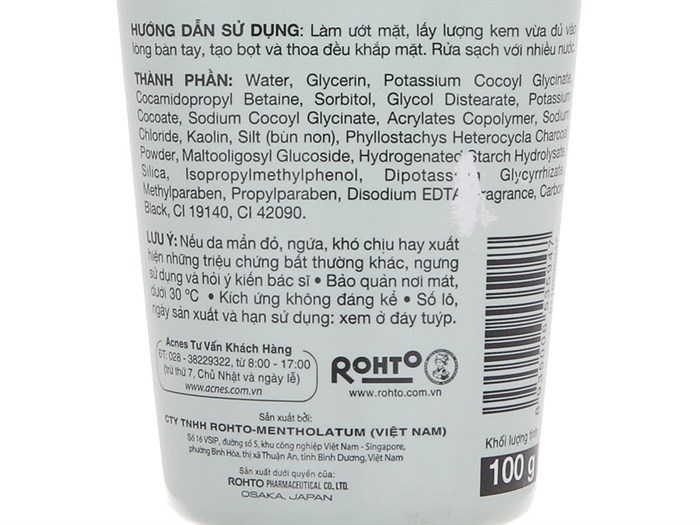 HƯỚNG DẪN SỬ DỤNG: Làm ướt mặt, lấy lượng kem vừa đủ vào
lòng bàn tay, tạo bọt và thoa đều khắp mặt. Rửa sạch với nhiều nước.
THÀNH PHẦN: Water, Glycerin, Potassium Cocoyl Glycinate,
Cocamidopropyl Betaine, Sorbitol, Glycol Distearate, Potassium
Cocoate, Sodium Cocoyl Glycinate, Acrylates Copolymer, Sodium
Chloride, Kaolin, Silt (bùn non), Phyllostachys Heterocycla Charcoal
Powder, Maltooligosyl Glucoside, Hydrogenated Starch Hydrolysate,
Silica, Isopropylmethylphenol, Dipotassium Glycyrrhizate,
Methylparaben, Propylparaben, Disodium EDTA, Fragrance, Carbon
Black, CI 19140, CI 42090.
LƯU Ý: Nếu da mẩn đỏ, ngứa, khó chịu hay xuất
hiện những triệu chứng bất thường khác, ngưng
sử dụng và hỏi ý kiến bác sĩ • Bảo quản nơi mát,
dưới 30 °C • Kích ứng không đáng kể • Số lô,
ngày sản xuất và hạn sử dụng: xem ở đáy tuýp.
Acnes Tư Vấn Khách Hàng
ĐT: 028 - 38229322, từ 8:00 - 17:00
(trừ thứ 7, Chủ Nhật và ngày lễ)
www.acnes.com.vn
ROHTO
www.rohto.com.vn
Sản xuất bởi:
CTY TNHH ROHTO-MENTHOLATUM (VIỆT NAM)
Số 16 VSIP, đường số 5, khu công nghiệp Việt Nam - Singapore,
phường Bình Hòa, thị xã Thuận An, tỉnh Bình Dương, Việt Nam
Sản xuất dưới quyền của:
ROHTO PHARMACEUTICAL CO., LTD.
OSAKA, JAPAN
Khối lượng tịnh
100 g